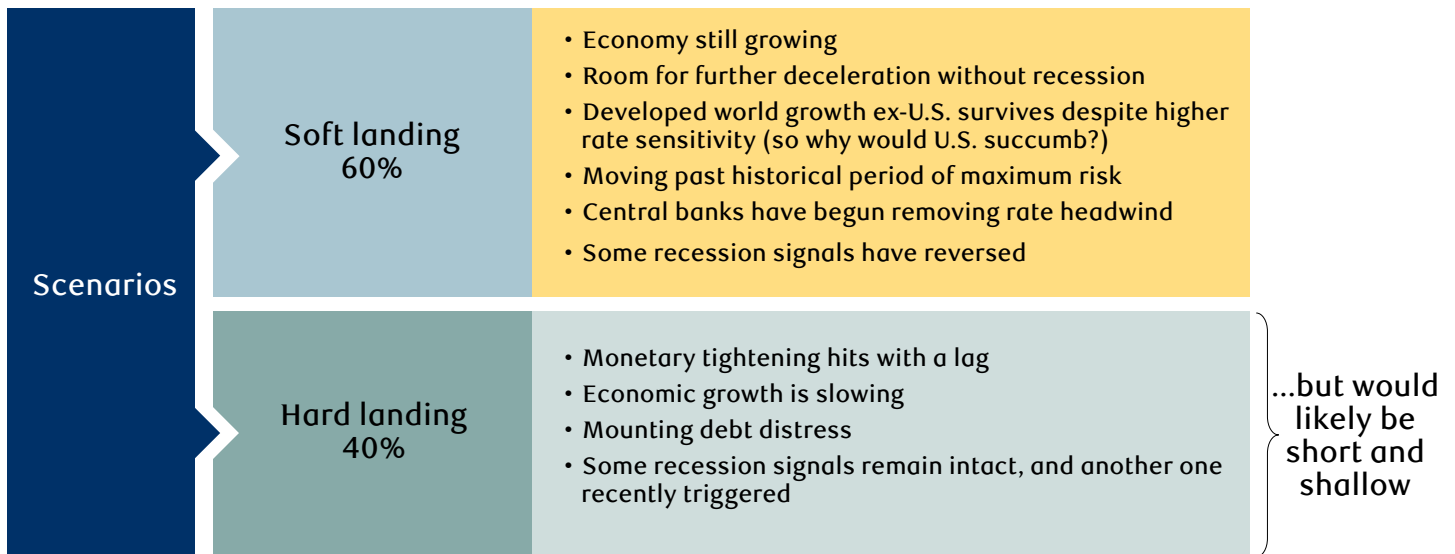 Scenarios
Soft landing
60%
• Economy still growing
• Room for further deceleration without recession
• Developed world growth ex-U.S. survives despite higher
rate sensitivity (so why would U.S. succumb?)
• Moving past historical period of maximum risk
• Central banks have begun removing rate headwind
• Some recession signals have reversed
Hard landing
40%
• Monetary tightening hits with a lag
• Economic growth is slowing
• Mounting debt distress
• Some recession signals remain intact, and another one
recently triggered
...but would
likely be
short and
shallow